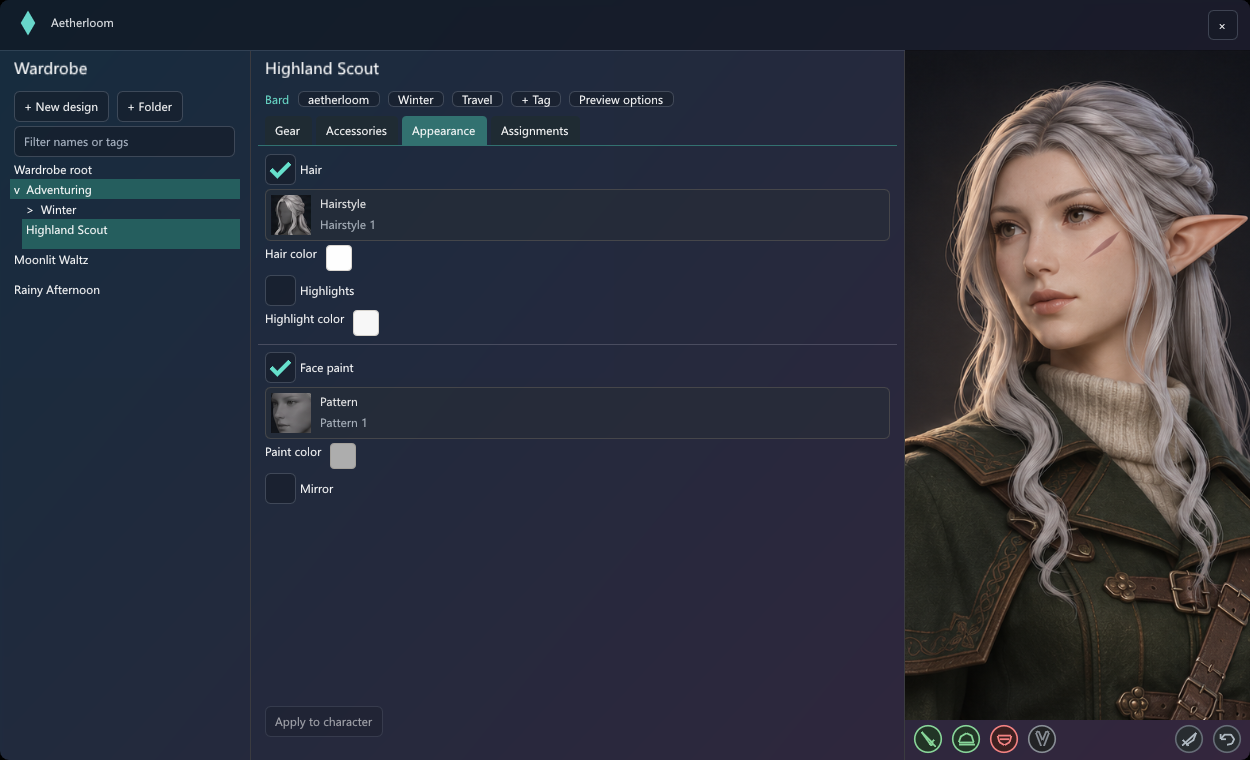 Aetherloom
×
Wardrobe
+ New design
+ Folder
Filter names or tags
Wardrobe root
v Adventuring
> Winter
Highland Scout
Moonlit Waltz
Rainy Afternoon
Highland Scout
Bard
aetherloom
Winter
Travel
+ Tag
Preview options
Gear
Accessories
Appearance
Assignments
Hair
Hairstyle
Hairstyle 1
Hair color
Highlights
Highlight color
Face paint
Pattern
Pattern 1
Paint color
Mirror
Apply to character